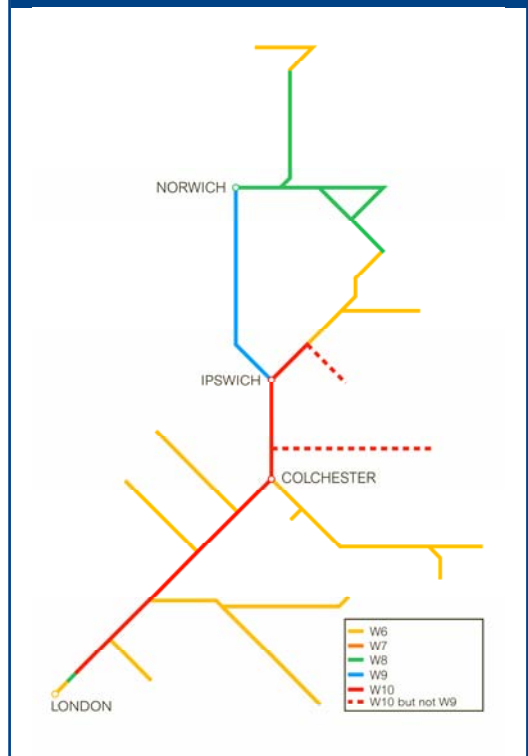 NORWICH
IPSWICH
COLCHESTER
LONDON
W6
W7
W8
W9
W10
W10 but not W9